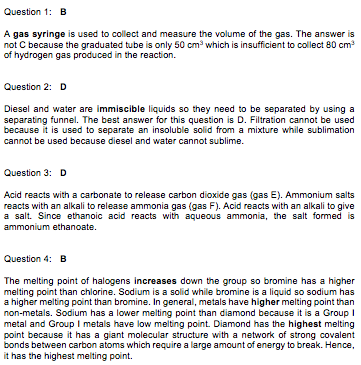 Question 1: B
A gas syringe is used to collect and measure the volume of the gas. The answer is
not C because the graduated tube is only 50 cm³ which is insufficient to collect 80 cm³
of hydrogen gas produced in the reaction.
Question 2: D
Diesel and water are immiscible liquids so they need to be separated by using a
separating funnel. The best answer for this question is D. Filtration cannot be used
because it is used to separate an insoluble solid from a mixture while sublimation
cannot be used because diesel and water cannot sublime.
Question 3: D
Acid reacts with a carbonate to release carbon dioxide gas (gas E). Ammonium salts
reacts with an alkali to release ammonia gas (gas F). Acid reacts with an alkali to give
a salt. Since ethanoic acid reacts with aqueous ammonia, the salt formed is
ammonium ethanoate.
Question 4: B
The melting point of halogens increases down the group so bromine has a higher
melting point than chlorine. Sodium is a solid while bromine is a liquid so sodium has
a higher melting point than bromine. In general, metals have higher melting point than
non-metals. Sodium has a lower melting point than diamond because it is a Group I
metal and Group I metals have low melting point. Diamond has the highest melting
point because it has a giant molecular structure with a network of strong covalent
bonds between carbon atoms which require a large amount of energy to break. Hence,
it has the highest melting point.